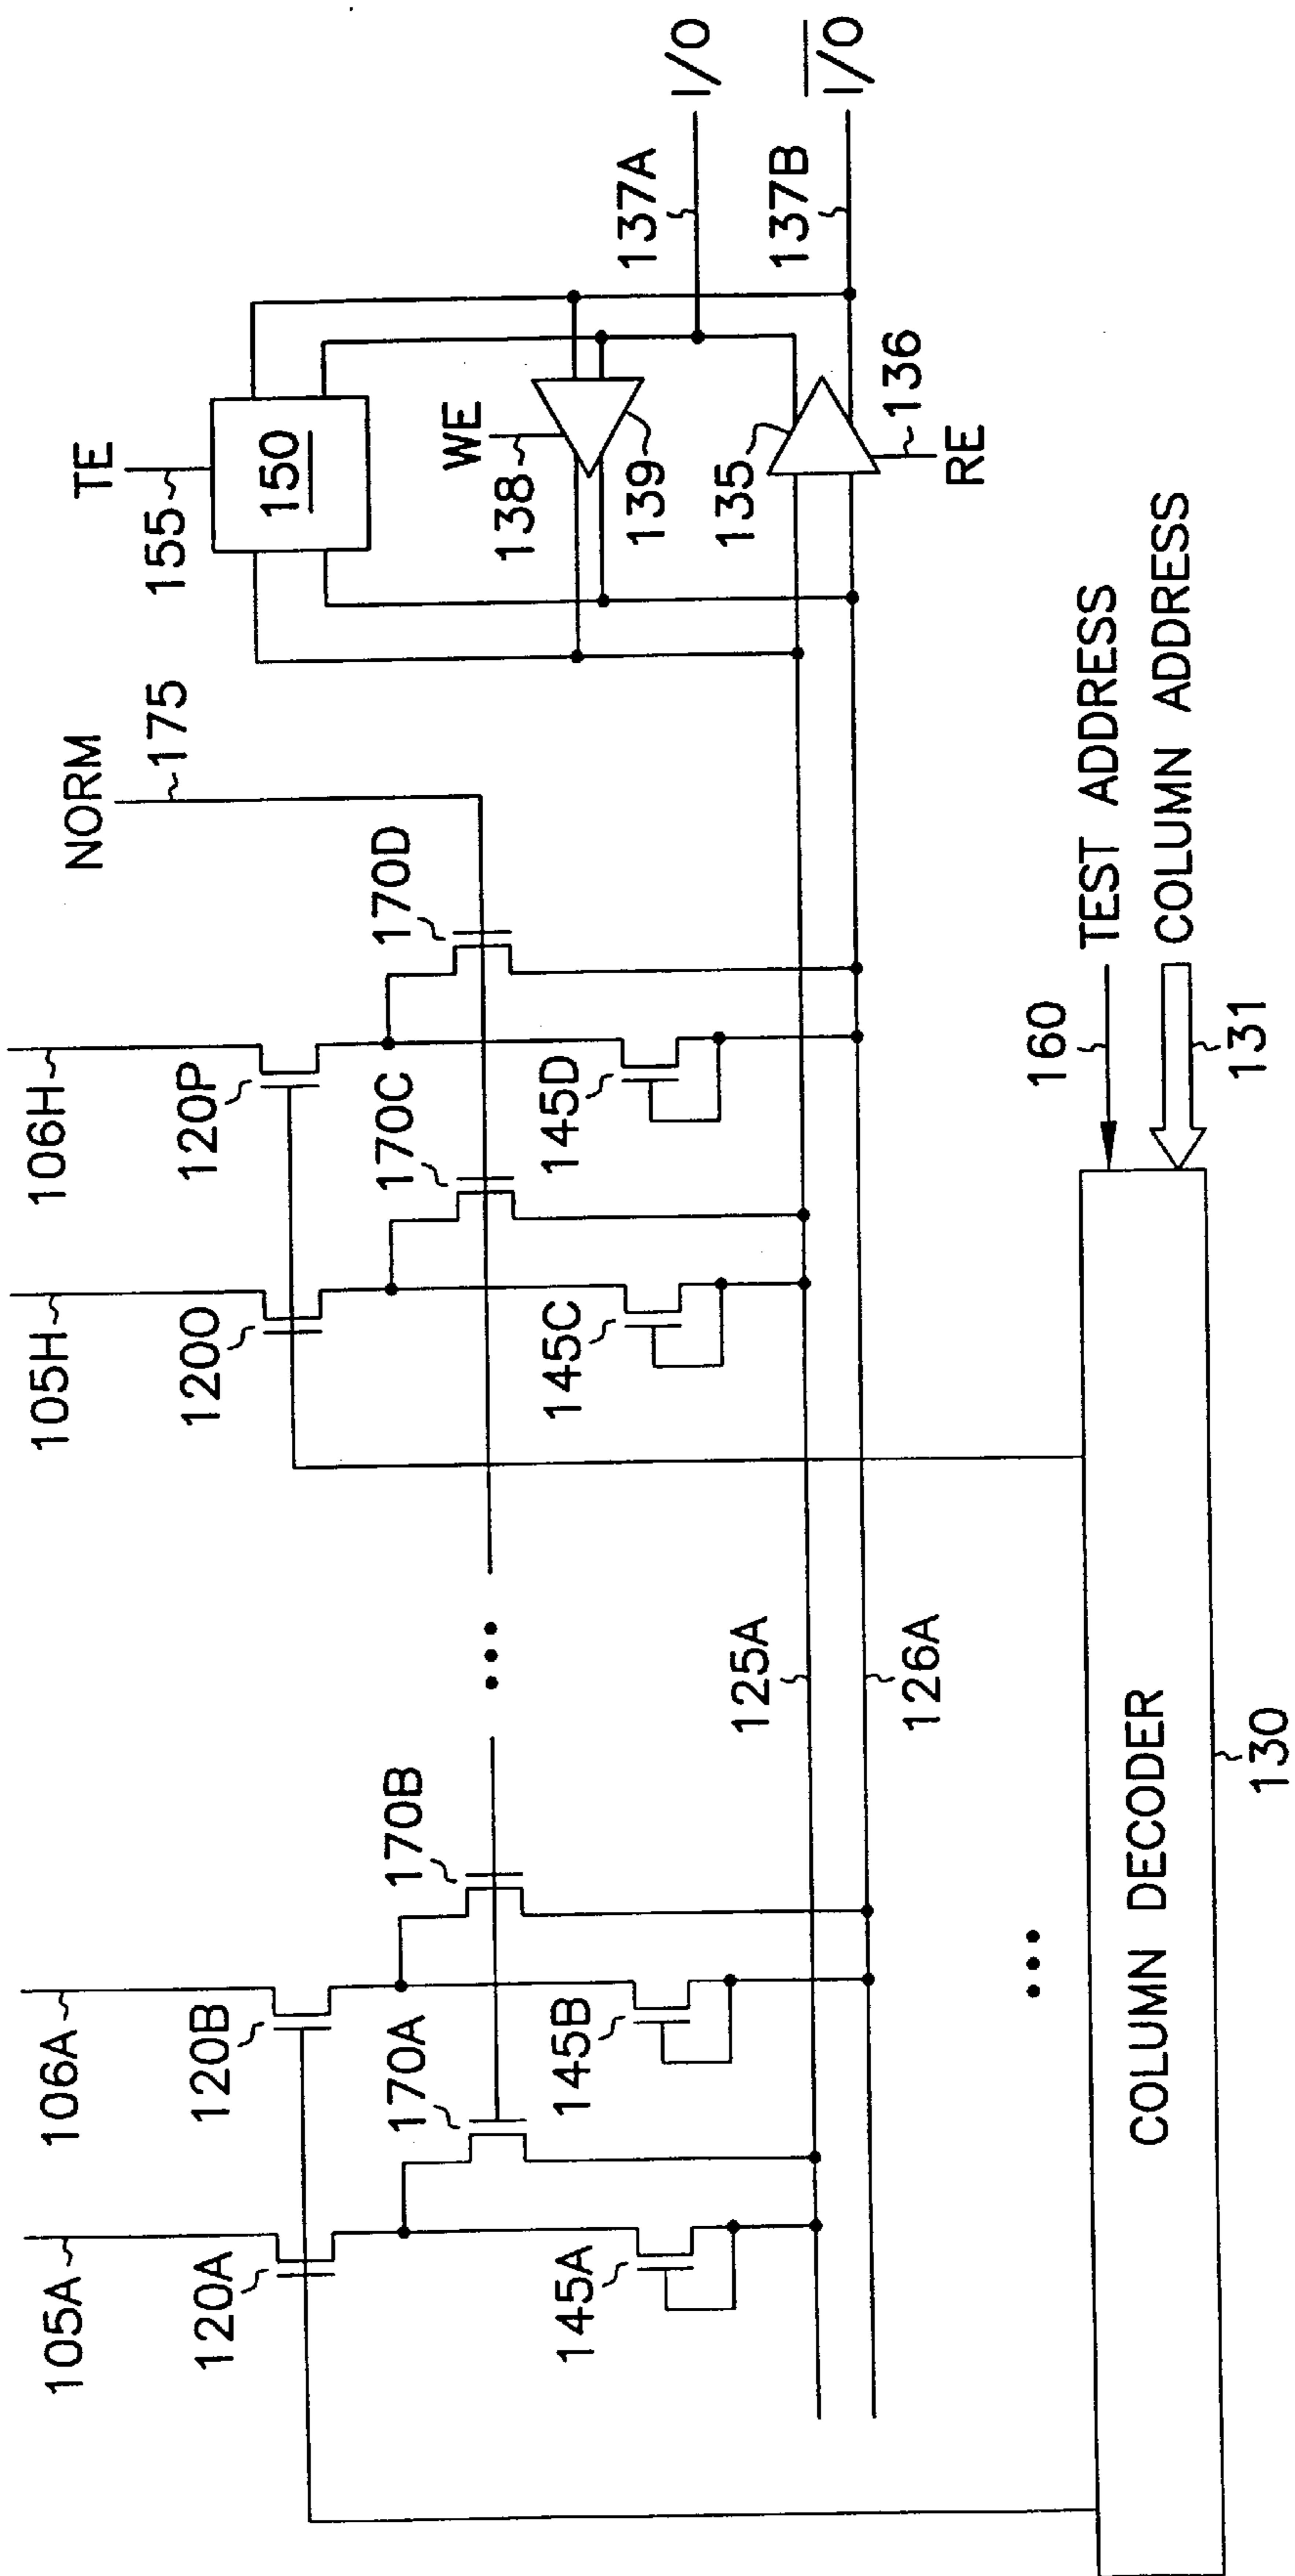 105A
106A
105H
106H
120A
120B
120O
120P
NORM
175
TE
155
150
170A
170B
170C
170D
145A
145B
145C
145D
WE
138
139
135
136
RE
137A
I/O
137B
I/O
125A
126A
160
TEST ADDRESS
COLUMN ADDRESS
131
COLUMN DECODER
130